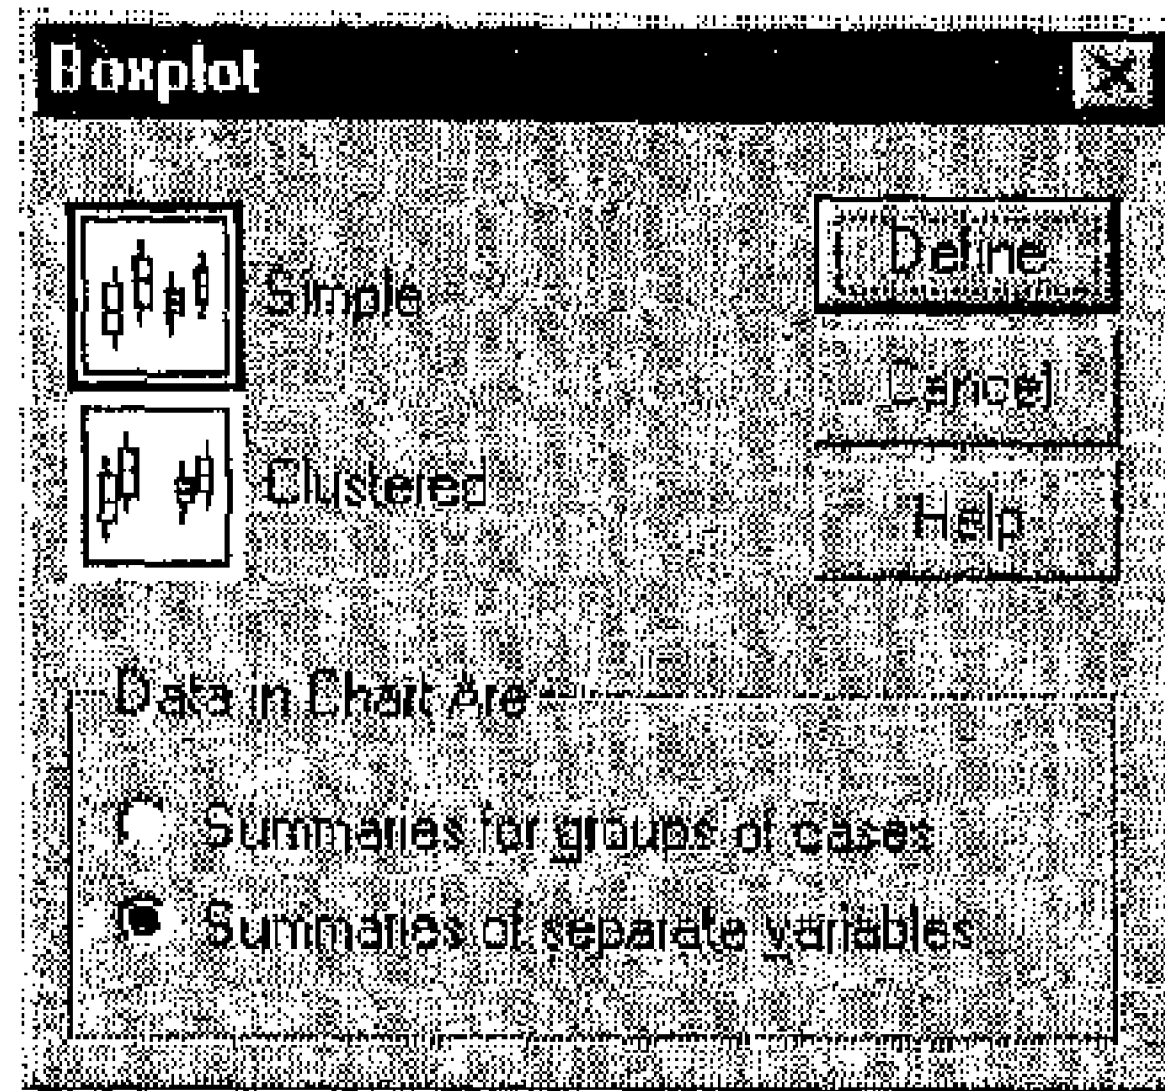 Boxplot
Simple
Define
Cancel
Clustered
Help
Data in Chart Are
Summaries for groups of cases
Summaries of separate variables